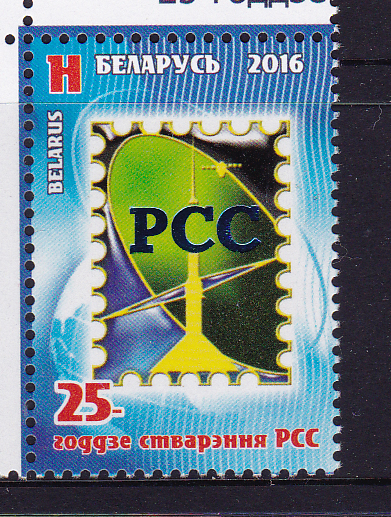 Н БЕЛАРУСЬ 2016
BELARUS
РСС
25-
годдзе стварэння РСС